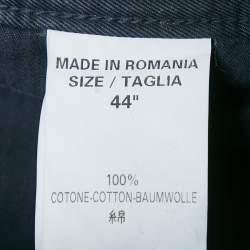 MADE IN ROMANIA
SIZE / TAGLIA
44"
100%
COTONE-COTTON-BAUMWOLLE
綿